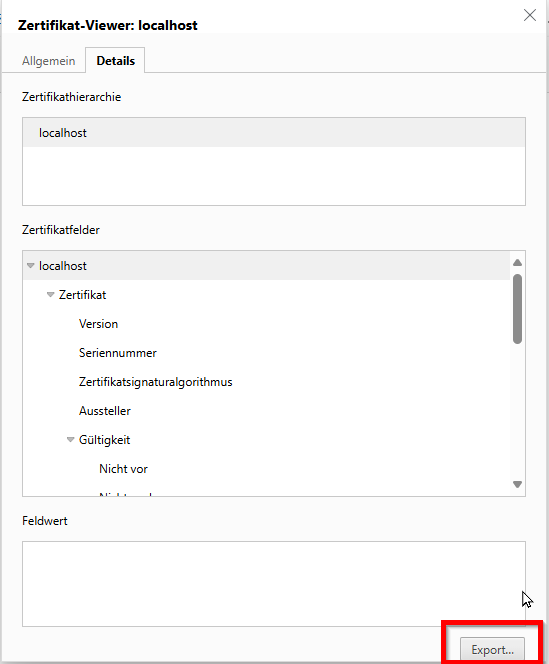 Zertifikat-Viewer: localhost
Allgemein
Details
Zertifikathierarchie
localhost
Zertifikatfelder
localhost
Zertifikat
Version
Seriennummer
Zertifikatsignaturalgorithmus
Aussteller
Gültigkeit
Nicht vor
Feldwert
Export...